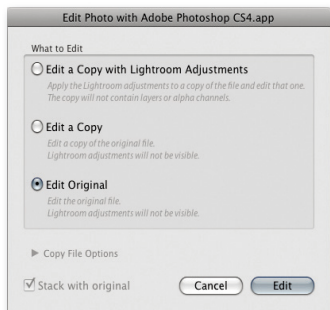 Edit Photo with Adobe Photoshop CS4.app
What to Edit
Edit a Copy with Lightroom Adjustments
Apply the Lightroom adjustments to a copy of the file and edit that one.
The copy will not contain layers or alpha channels.
Edit a Copy
Edit a copy of the original file.
Lightroom adjustments will not be visible.
Edit Original
Edit the original file.
Lightroom adjustments will not be visible.
Copy File Options
Stack with original
Cancel
Edit